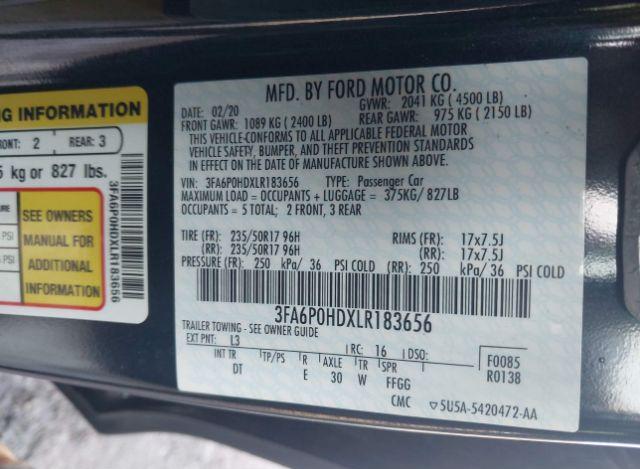 NG INFORMATION
RONT: 2 REAR: 3
5 kg or 827 lbs.
SEE OWNERS
MANUAL FOR
ADDITIONAL
INFORMATION
PSI
PSI
3FA6P0HDXLR183656
MFD. BY FORD MOTOR CO.
DATE: 02/20 GVWR: 2041 KG ( 4500 LB)
FRONT GAWR: 1089 KG ( 2400 LB) REAR GAWR: 975 KG ( 2150 LB)
THIS VEHICLE CONFORMS TO ALL APPLICABLE FEDERAL MOTOR
VEHICLE SAFETY, BUMPER, AND THEFT PREVENTION STANDARDS
IN EFFECT ON THE DATE OF MANUFACTURE SHOWN ABOVE.
VIN: 3FA6P0HDXLR183656 TYPE: Passenger Car
MAXIMUM LOAD = OCCUPANTS + LUGGAGE = 375KG/ 827LB
OCCUPANTS = 5 TOTAL; 2 FRONT, 3 REAR
TIRE (FR): 235/50R17 96H RIMS (FR): 17x7.5J
(RR): 235/50R17 96H (RR): 17x7.5J
PRESSURE (FR): 250 kPa/ 36 PSI COLD (RR): 250 kPa/ 36 PSI COLD
3FA6P0HDXLR183656
TRAILER TOWING - SEE OWNER GUIDE
EXT PNT: L3 RC: 16 DSO: F0085
INT TR TP/PS R AXLE TR SPR R0138
DT E 30 W FFGG
CMC ▽5U5A-5420472-AA